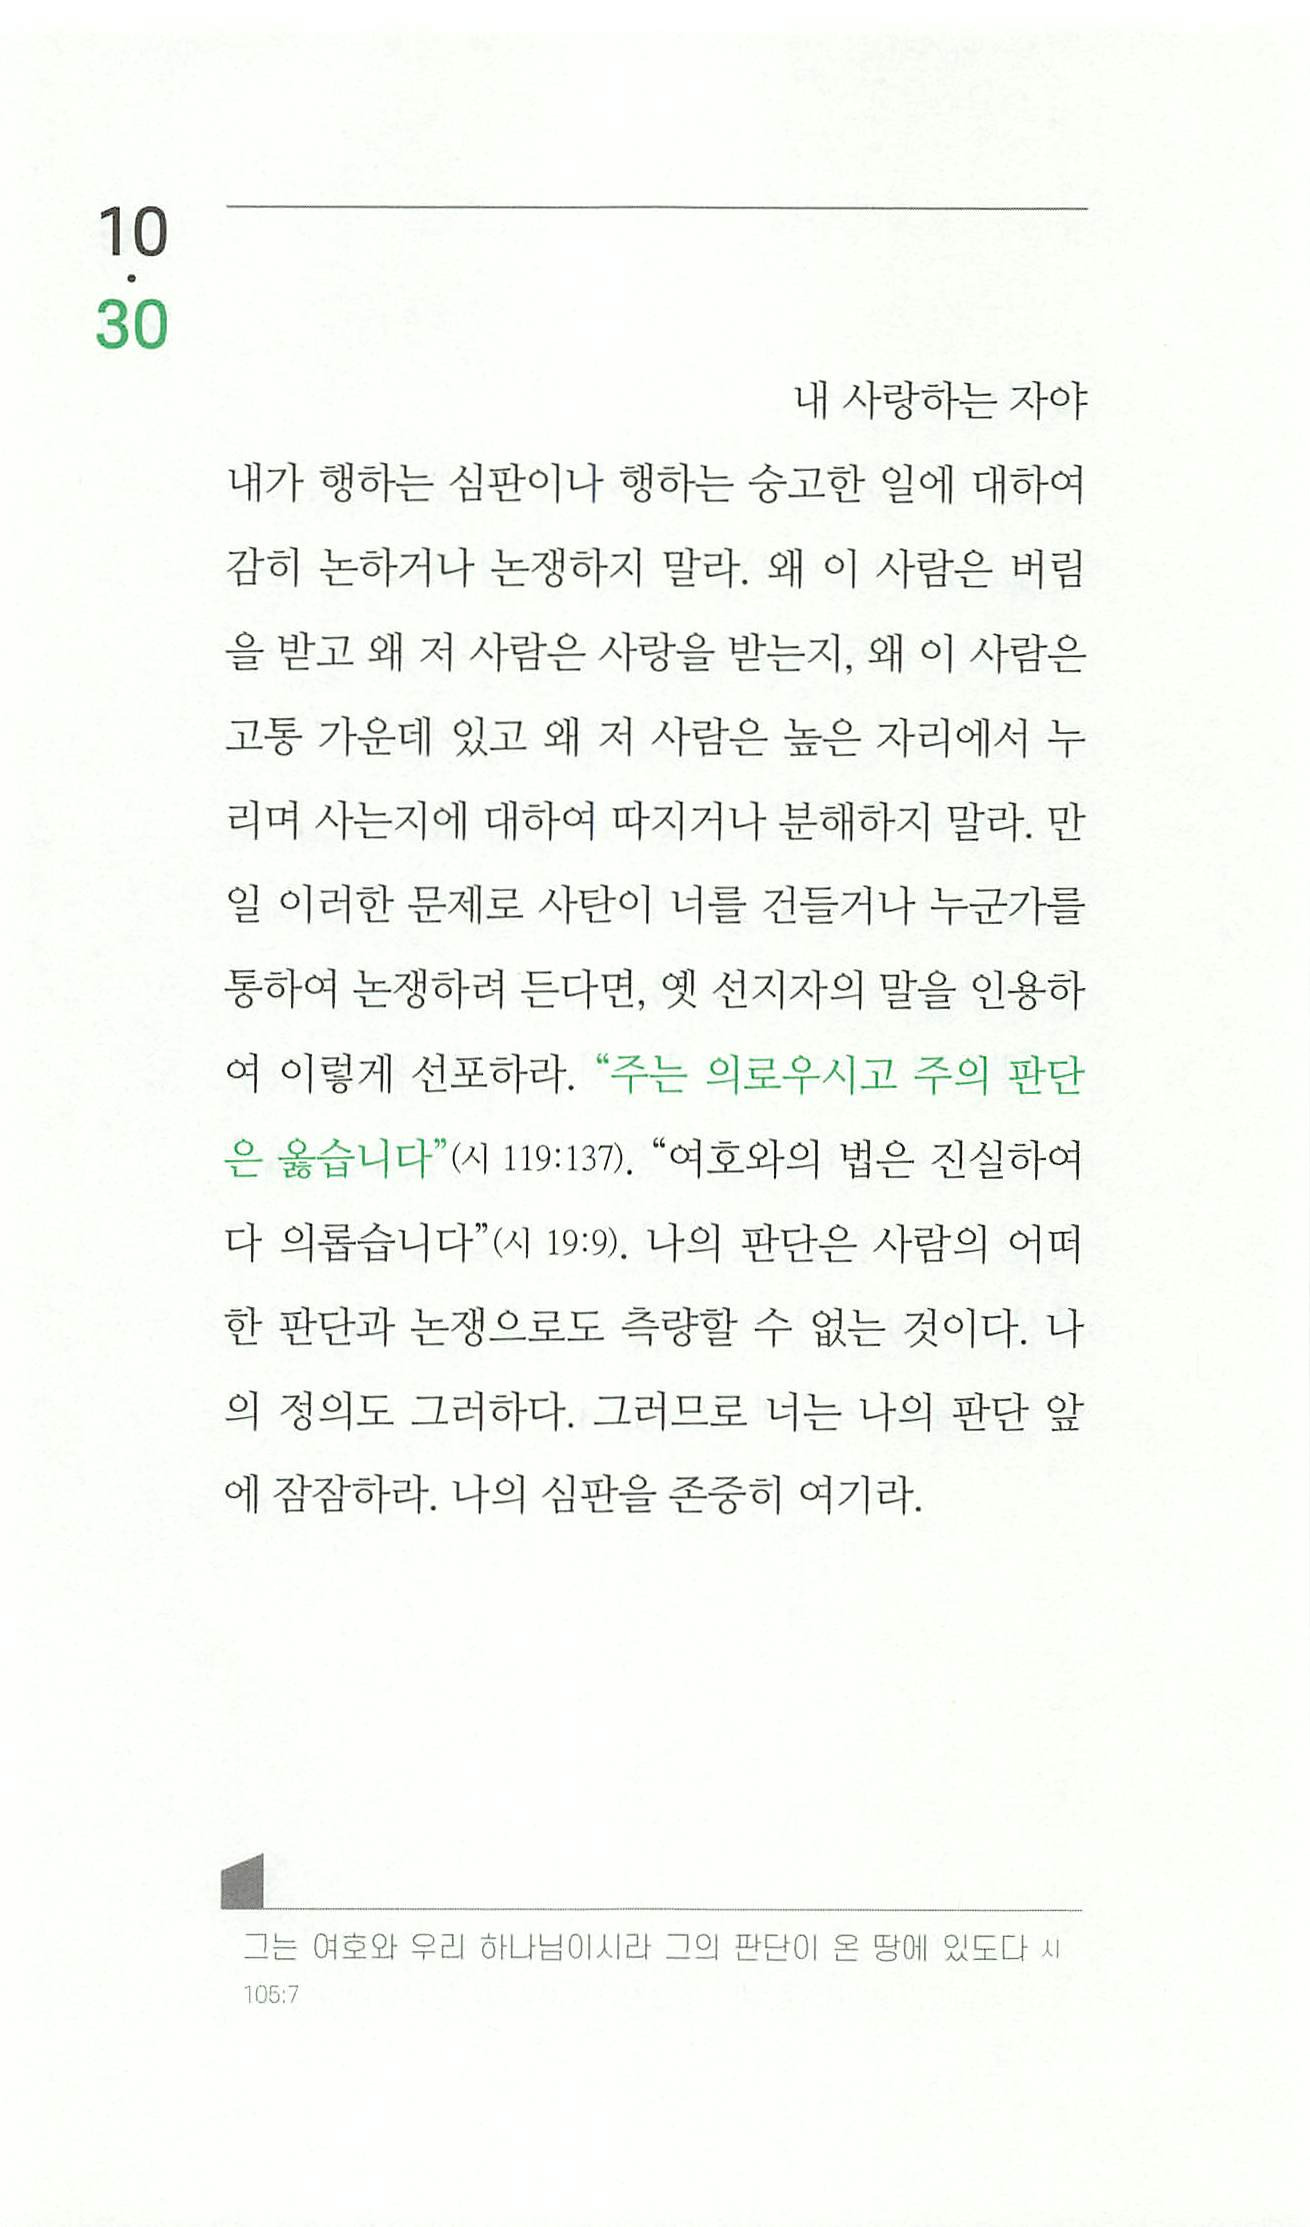 10
·
30
내 사랑하는 자야
내가 행하는 심판이나 행하는 숭고한 일에 대하여
감히 논하거나 논쟁하지 말라. 왜 이 사람은 버림
을 받고 왜 저 사람은 사랑을 받는지, 왜 이 사람은
고통 가운데 있고 왜 저 사람은 높은 자리에서 누
리며 사는지에 대하여 따지거나 분해하지 말라. 만
일 이러한 문제로 사탄이 너를 건들거나 누군가를
통하여 논쟁하려 든다면, 옛 선지자의 말을 인용하
여 이렇게 선포하라. “주는 의로우시고 주의 판단
은 옳습니다”(시 119:137). “여호와의 법은 진실하여
다 의롭습니다”(시 19:9). 나의 판단은 사람의 어떠
한 판단과 논쟁으로도 측량할 수 없는 것이다. 나
의 정의도 그러하다. 그러므로 너는 나의 판단 앞
에 잠잠하라. 나의 심판을 존중히 여기라.
그는 여호와 우리 하나님이시라 그의 판단이 온 땅에 있도다 시
105:7